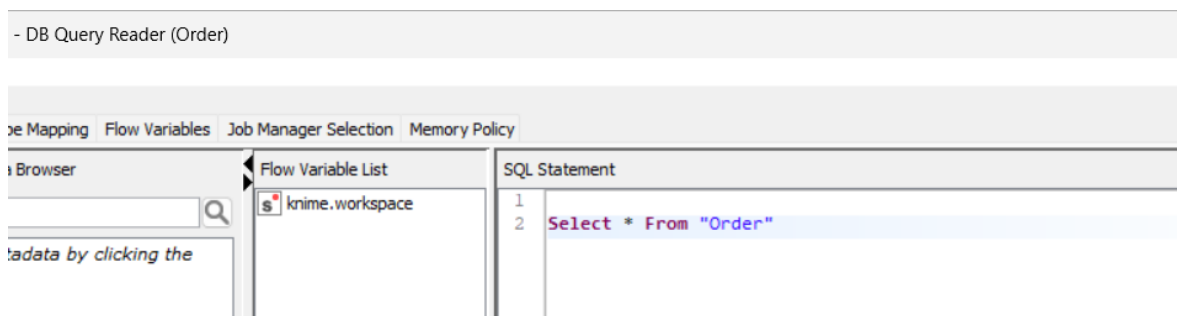 - DB Query Reader (Order)
pe Mapping Flow Variables Job Manager Selection Memory Policy
Browser Flow Variable List SQL Statement
knime.workspace
1
2 Select * From "Order"
tadata by clicking the